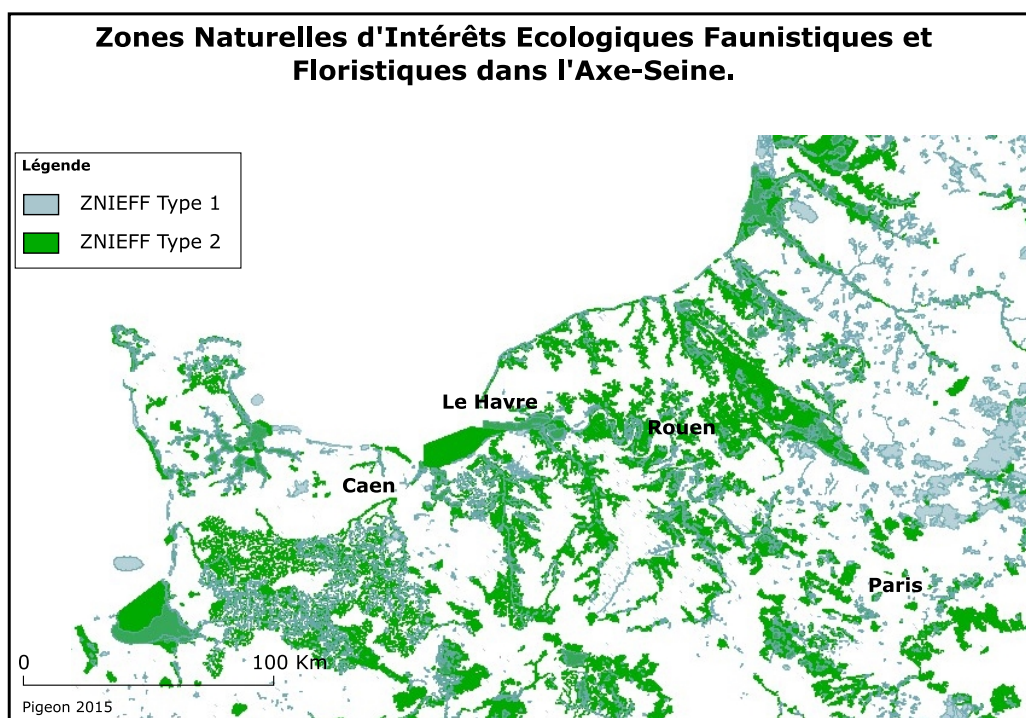 Zones Naturelles d'Intérêts Ecologiques Faunistiques et
Floristiques dans l'Axe-Seine.
Légende
ZNIEFF Type 1
ZNIEFF Type 2
Le Havre
Rouen
Caen
Paris
0 100 Km
Pigeon 2015